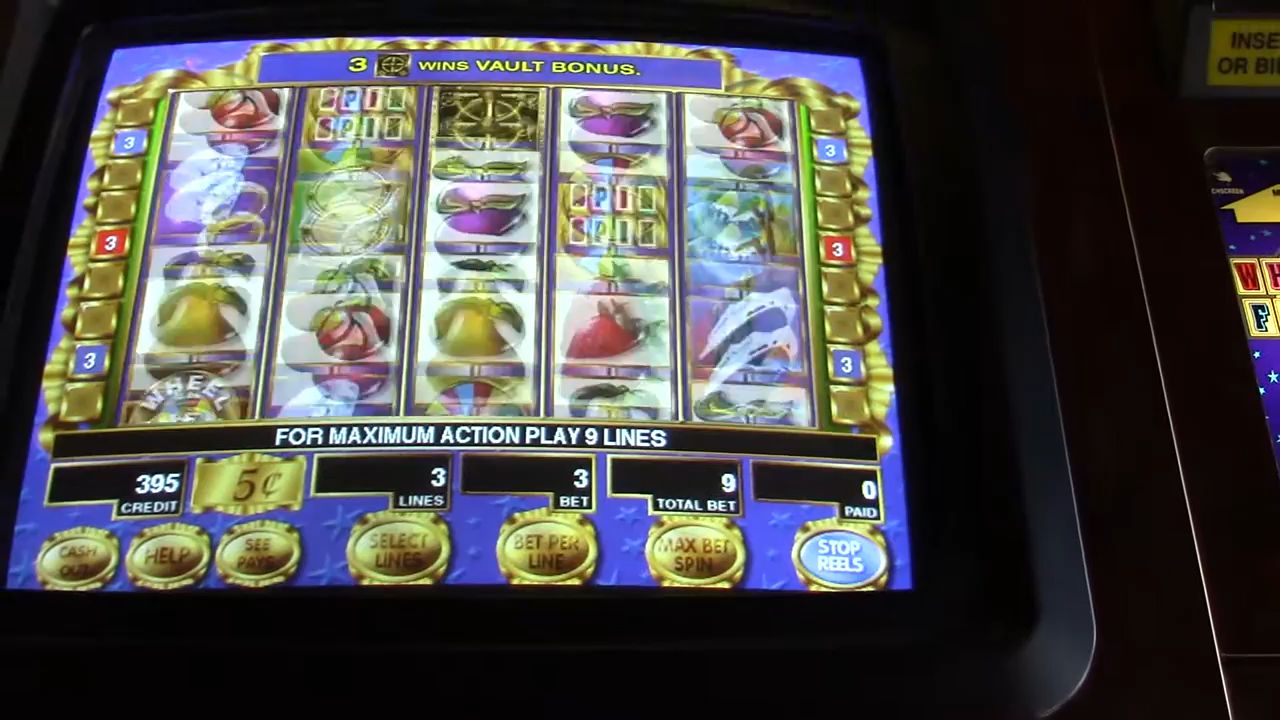 3 WINS VAULT BONUS.
INSE
OR BI
SPIN
SPIN
3
3
SPIN
SPIN
3
3
CHSCREEN
3
3
WHEEL
FOR MAXIMUM ACTION PLAY 9 LINES
395 5¢ 3 3 9 0
CREDIT LINES BET TOTAL BET PAID
CASH OUT
HELP
SEE PAYS
SELECT LINES
BET PER LINE
MAX BET SPIN
STOP REELS